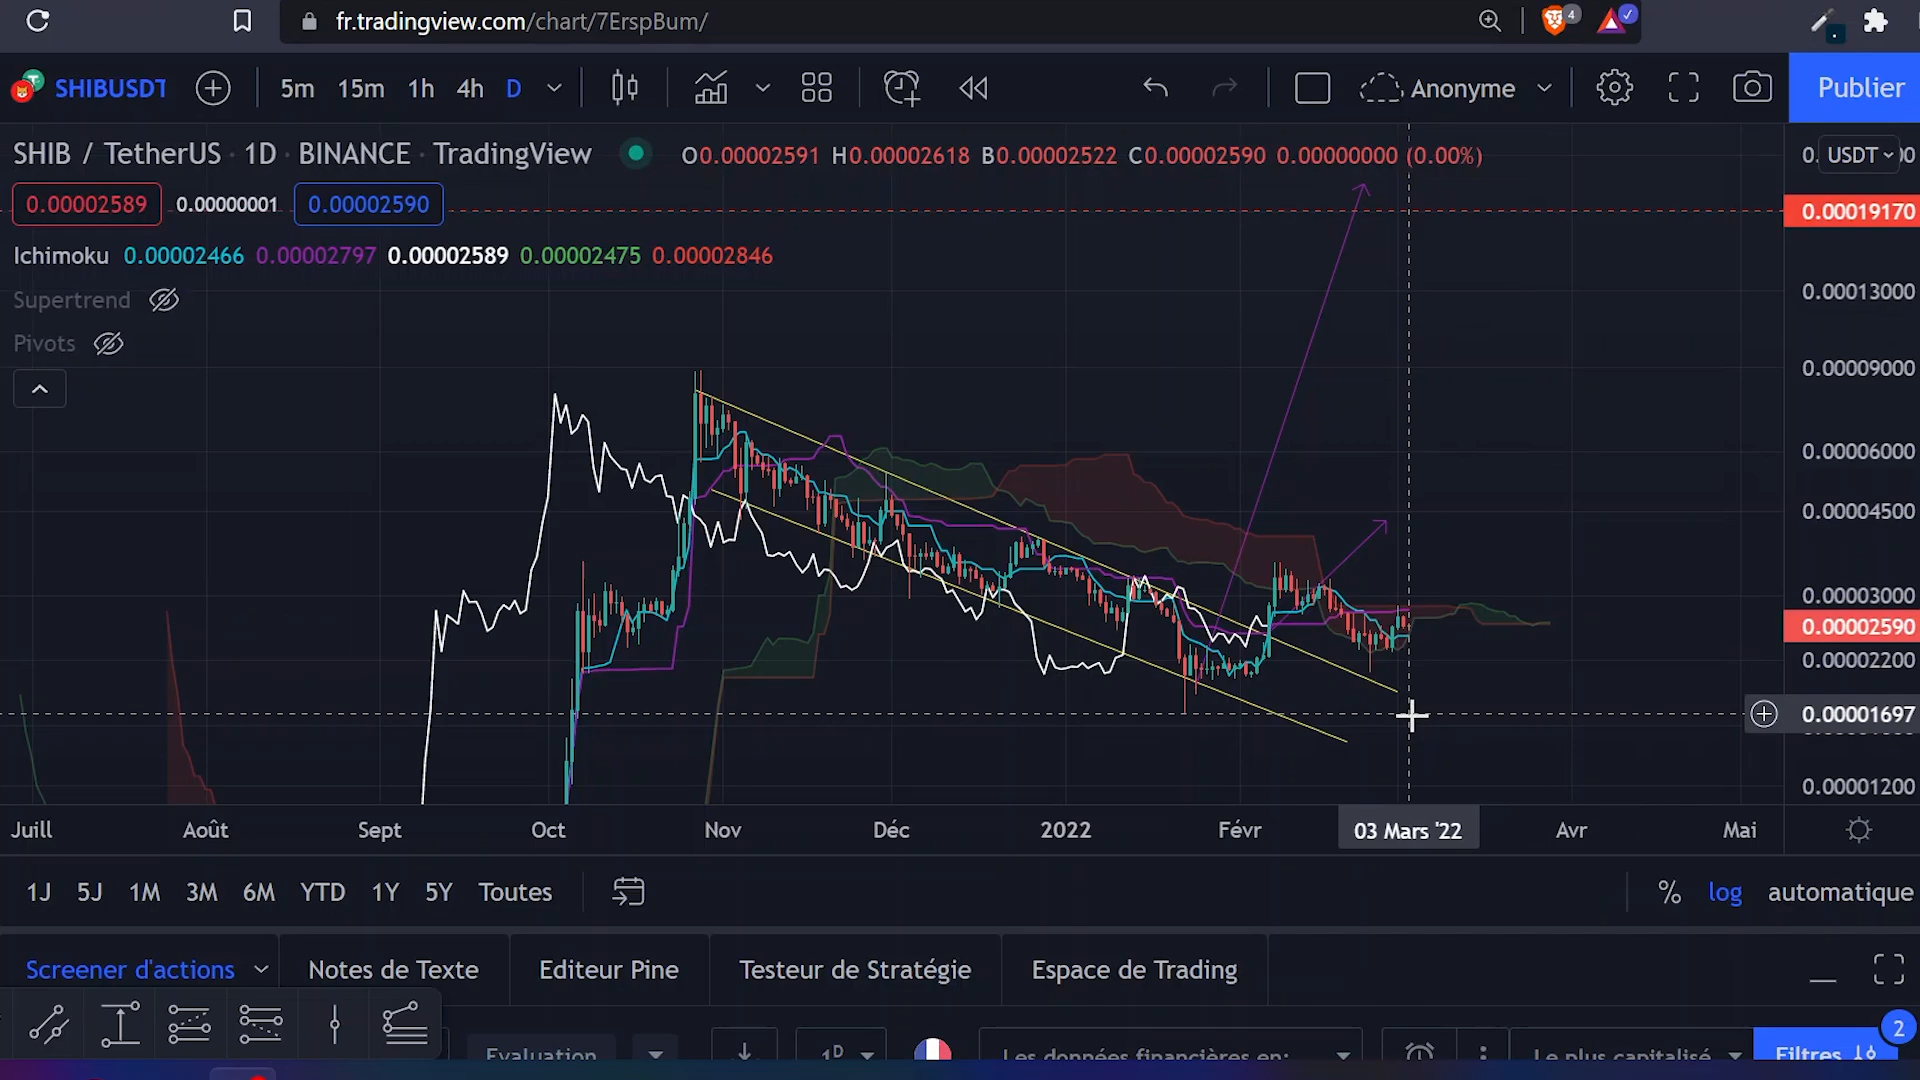 fr.tradingview.com/chart/7ErspBum/
4
SHIBUSDT
5m 15m 1h 4h D
Anonyme
Publier
SHIB / TetherUS · 1D · BINANCE · TradingView
O0.00002591 H0.00002618 B0.00002522 C0.00002590 0.00000000 (0.00%)
USDT
0.00002589 0.00000001 0.00002590
0.00019170
Ichimoku 0.00002466 0.00002797 0.00002589 0.00002475 0.00002846
Supertrend
0.00013000
Pivots
0.00009000
0.00006000
0.00004500
0.00003000
0.00002590
0.00002200
0.00001697
0.00001200
Juill Août Sept Oct Nov Déc 2022 Févr 03 Mars '22 Avr Mai
1J 5J 1M 3M 6M YTD 1Y 5Y Toutes
% log automatique
Screener d'actions Notes de Texte Editeur Pine Testeur de Stratégie Espace de Trading
2
Evaluation 1D Les données financières en: Le plus capitalisé Filtres